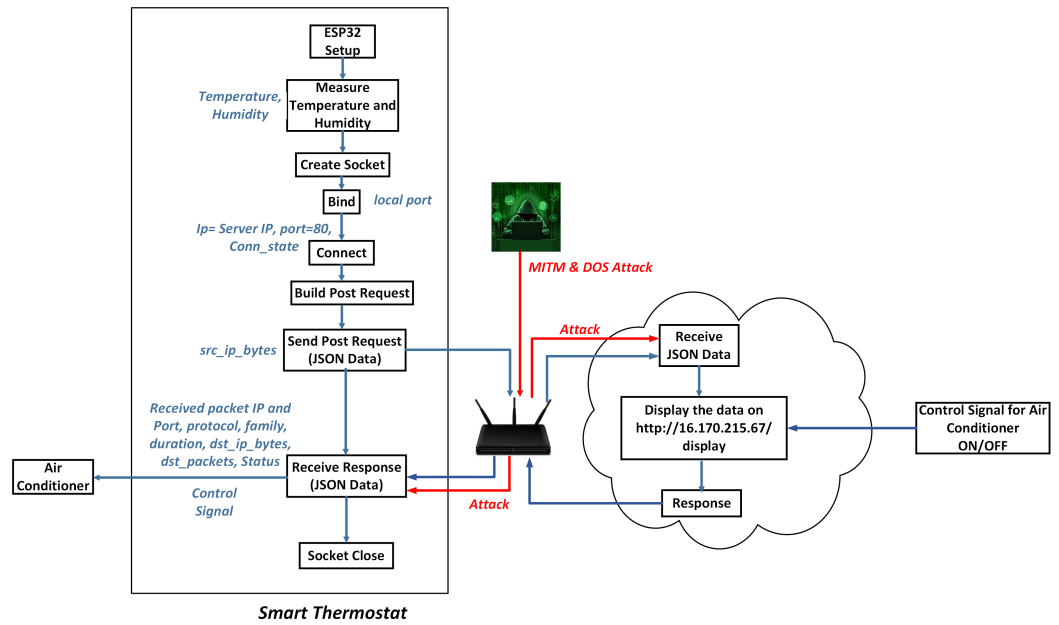 ESP32
Setup
Temperature,
Humidity
Measure
Temperature and
Humidity
Create Socket
Bind
local port
Ip= Server IP, port=80,
Conn_state
Connect
Build Post Request
src_ip_bytes
Send Post Request
(JSON Data)
Received packet IP and
Port, protocol, family,
duration, dst_ip_bytes,
dst_packets, Status
Air
Conditioner
Receive Response
(JSON Data)
Control
Signal
Socket Close
Smart Thermostat
MITM & DOS Attack
Attack
Attack
Receive
JSON Data
Display the data on
http://16.170.215.67/
display
Response
Control Signal for Air
Conditioner
ON/OFF